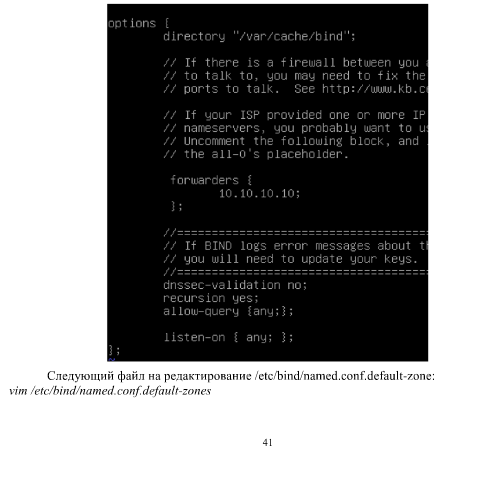 options {
directory "/var/cache/bind";
// If there is a firewall between you
// to talk to, you may need to fix the
// ports to talk. See http://www.kb.ce
// If your ISP provided one or more IP
// nameservers, you probably want to us
// Uncomment the following block, and
// the all-0's placeholder.
forwarders {
10.10.10.10;
};
//=====================================
// If BIND logs error messages about th
// you will need to update your keys.
//=====================================
dnssec-validation no;
recursion yes;
allow-query {any;};
listen-on { any; };
};
~
Следующий файл на редактирование /etc/bind/named.conf.default-zone:
vim /etc/bind/named.conf.default-zones
41